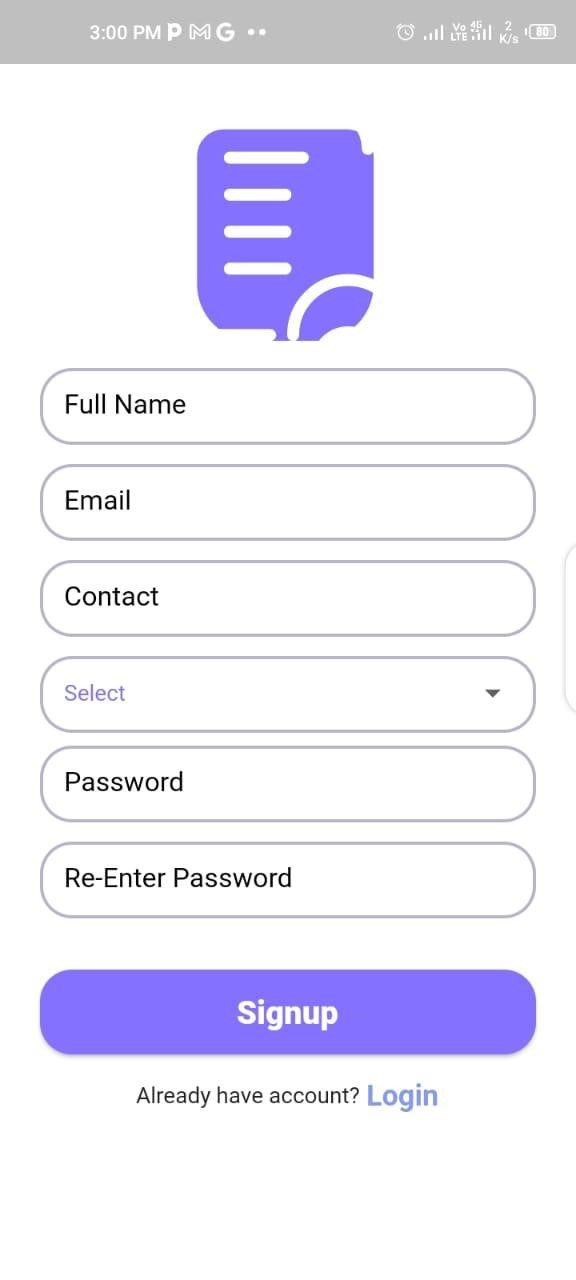 3:00 PM
Vo LTE 4G 2 K/s 80
Full Name
Email
Contact
Select
Password
Re-Enter Password
Signup
Already have account? Login